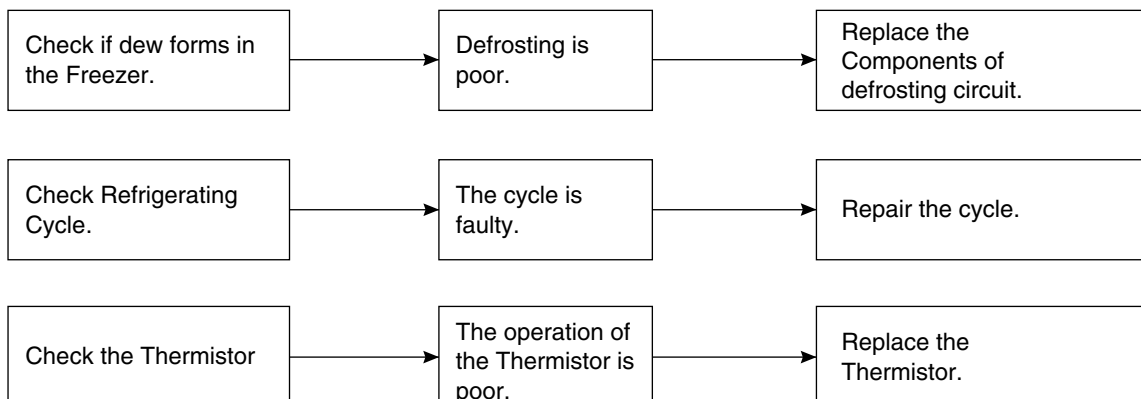 Check if dew forms in
the Freezer.
Defrosting is
poor.
Replace the
Components of
defrosting circuit.
Check Refrigerating
Cycle.
The cycle is
faulty.
Repair the cycle.
Check the Thermistor
The operation of
the Thermistor is
poor.
Replace the
Thermistor.